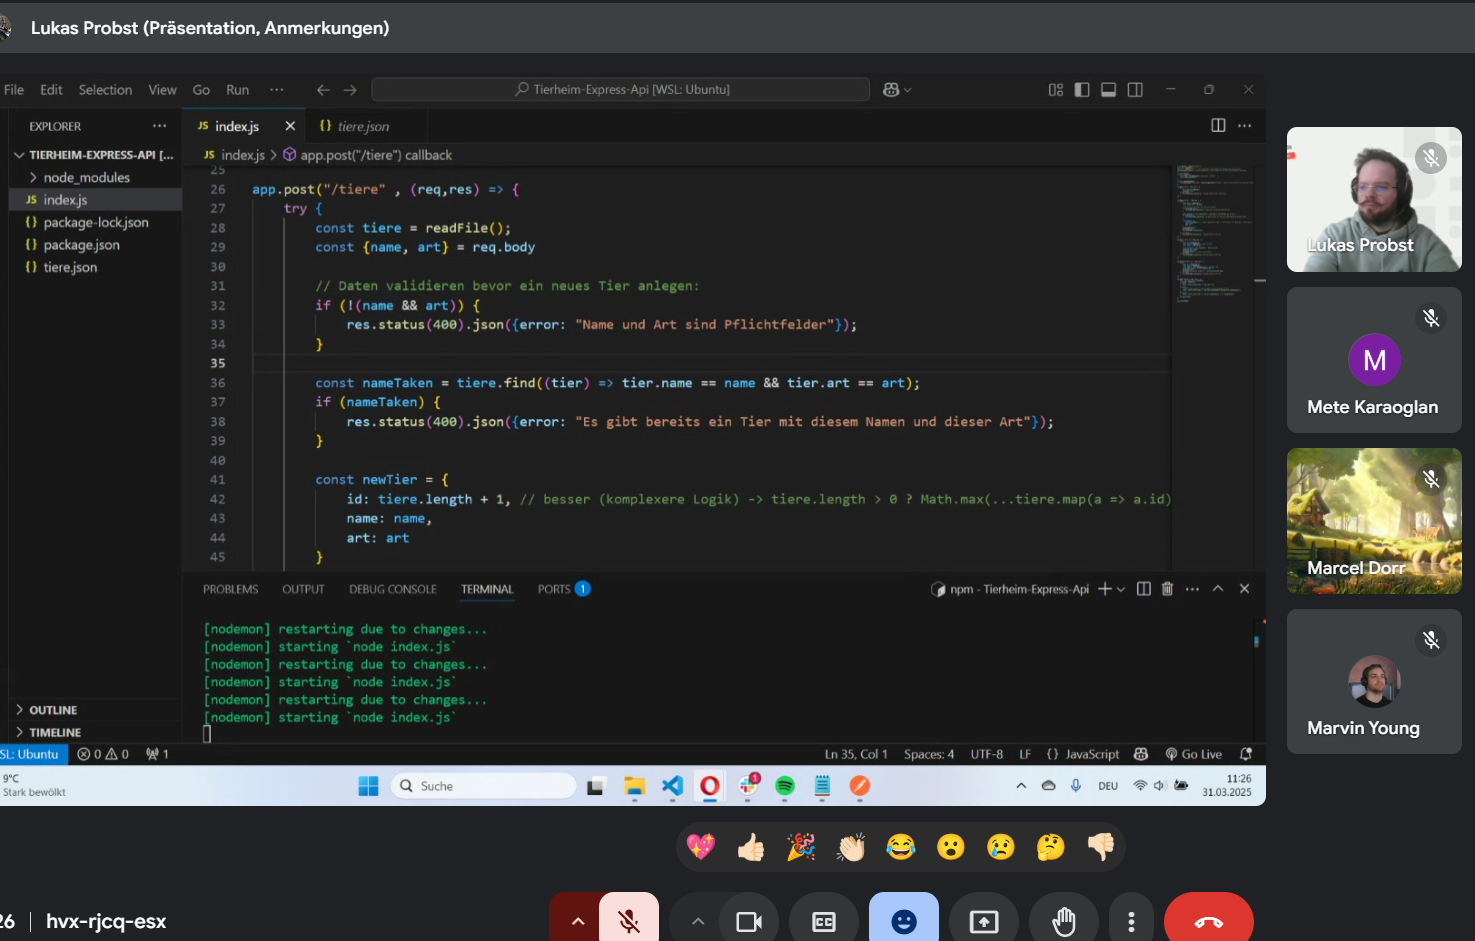 Lukas Probst (Präsentation, Anmerkungen)
File Edit Selection View Go Run ···
Tierheim-Express-Api [WSL: Ubuntu]
EXPLORER ···
TIERHEIM-EXPRESS-API [...
node_modules
JS index.js
{} package-lock.json
{} package.json
{} tiere.json
OUTLINE
TIMELINE
JS index.js
{} tiere.json
JS index.js > app.post("/tiere") callback
25
26 app.post("/tiere" , (req,res) => {
27 try {
28 const tiere = readFile();
29 const {name, art} = req.body
30
31 // Daten validieren bevor ein neues Tier anlegen:
32 if (!(name && art)) {
33 res.status(400).json({error: "Name und Art sind Pflichtfelder"});
34 }
35
36 const nameTaken = tiere.find((tier) => tier.name == name && tier.art == art);
37 if (nameTaken) {
38 res.status(400).json({error: "Es gibt bereits ein Tier mit diesem Namen und dieser Art"});
39 }
40
41 const newTier = {
42 id: tiere.length + 1, // besser (komplexere Logik) -> tiere.length > 0 ? Math.max(...tiere.map(a => a.id)
43 name: name,
44 art: art
45 }
PROBLEMS OUTPUT DEBUG CONSOLE TERMINAL PORTS 1
npm - Tierheim-Express-Api
[nodemon] restarting due to changes...
[nodemon] starting `node index.js`
[nodemon] restarting due to changes...
[nodemon] starting `node index.js`
[nodemon] restarting due to changes...
[nodemon] starting `node index.js`
SL: Ubuntu 0 0 1
Ln 35, Col 1 Spaces: 4 UTF-8 LF {} JavaScript Go Live
9°C
Stark bewölkt
Suche
1
DEU
11:26
31.03.2025
Lukas Probst
M
Mete Karaoglan
Marcel Dorr
Marvin Young
26 | hvx-rjcq-esx